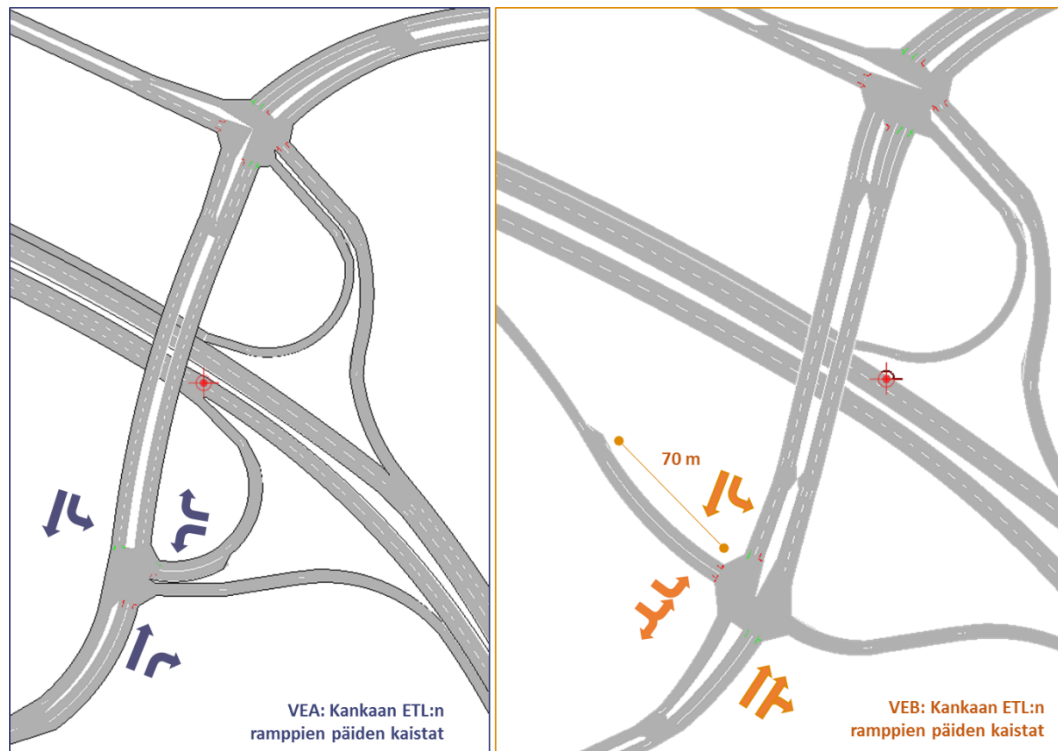 VEA: Kankaan ETL:n
ramppien päiden kaistat
70 m
VEB: Kankaan ETL:n
ramppien päiden kaistat